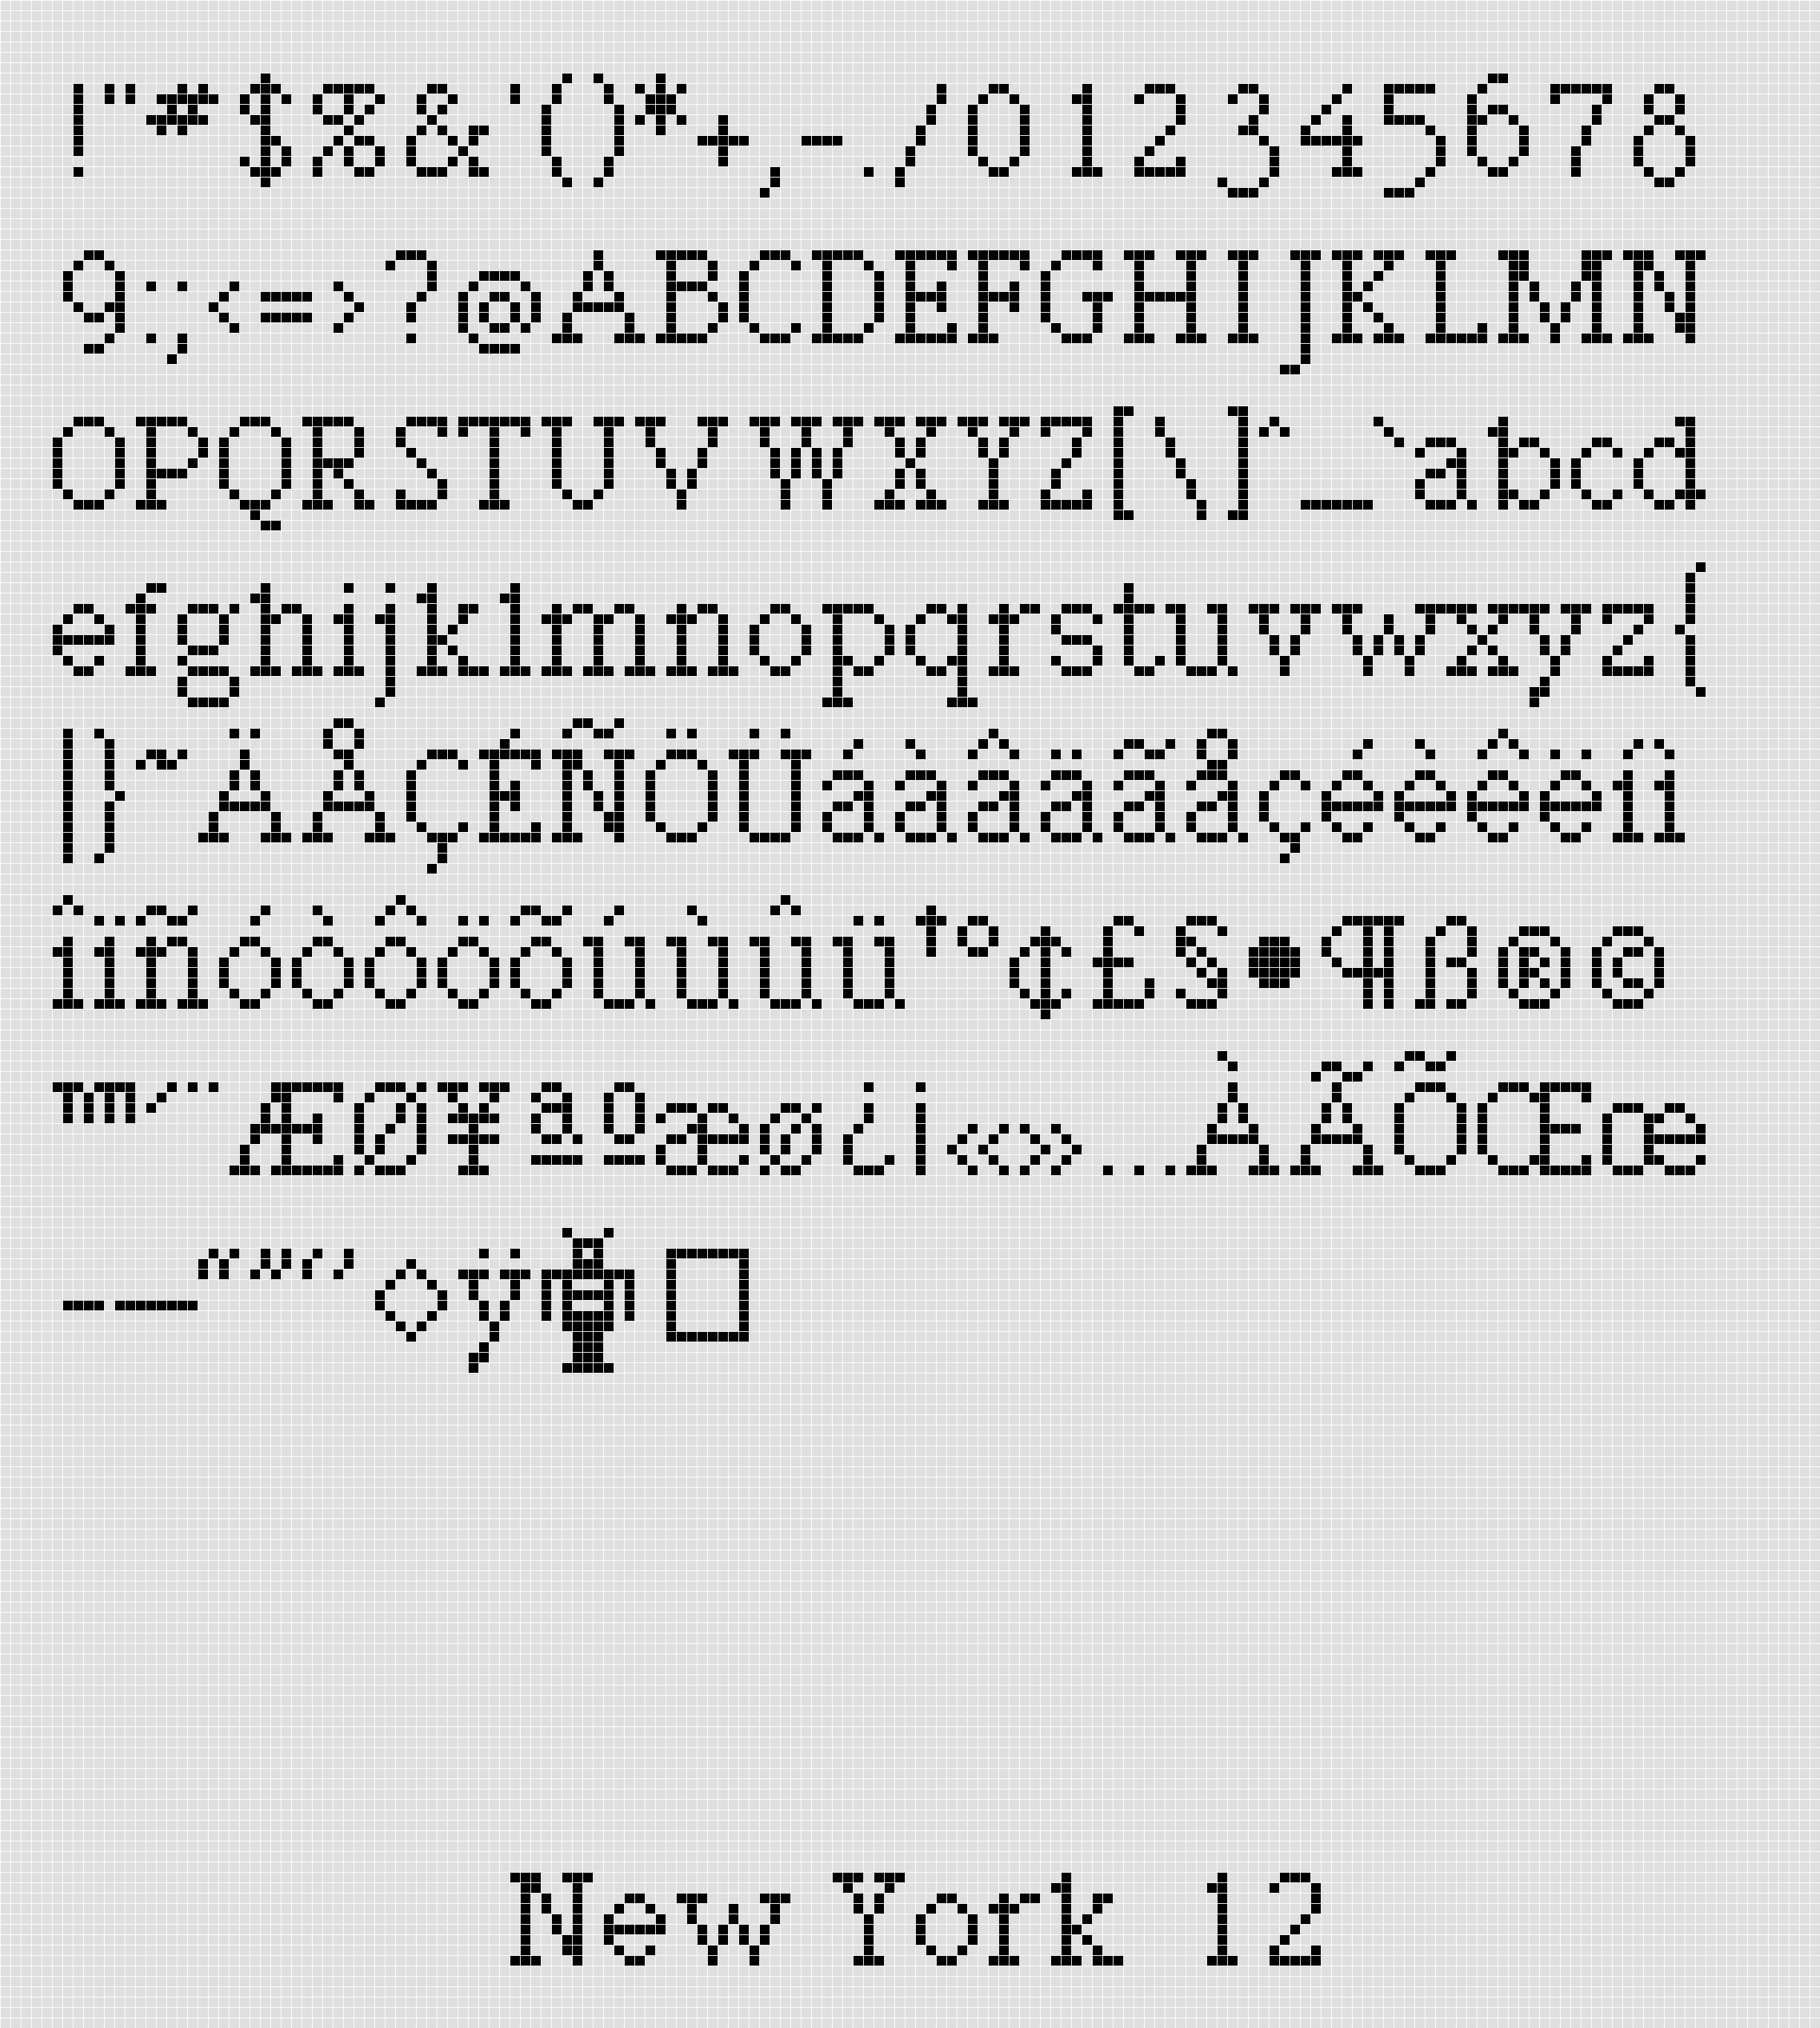 !"#$%&'()*+,-./012345678
9:;<=>?@ABCDEFGHIJKLMN
OPQRSTUVWXYZ[\]^_`abcd
efghijklmnopqrstuvwxyz{
|}~ÄÅÇÉÑÖÜáàâäãåçéèêëíì
îïñóòôöõúùûü†°¢£§•¶ß®©
™´¨ÆØ¥ªºæø¿¡«»…ÀÃÕŒœ
–—“”‘’◊ÿ
New York 12